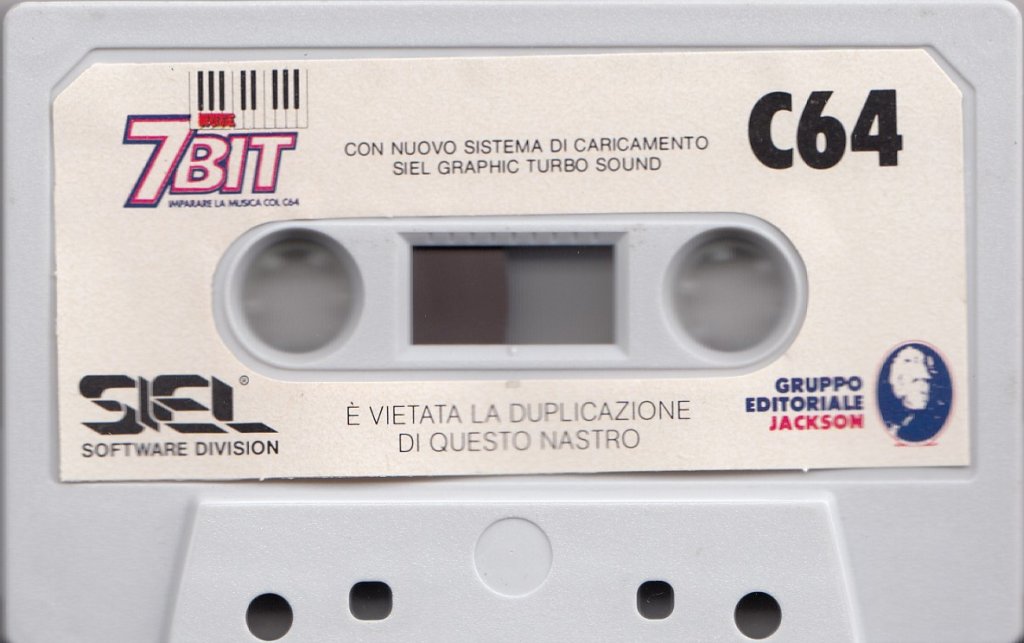 7BIT
IMPARARE LA MUSICA COL C64
CON NUOVO SISTEMA DI CARICAMENTO
SIEL GRAPHIC TURBO SOUND
C64
SIEL®
SOFTWARE DIVISION
È VIETATA LA DUPLICAZIONE
DI QUESTO NASTRO
GRUPPO
EDITORIALE
JACKSON